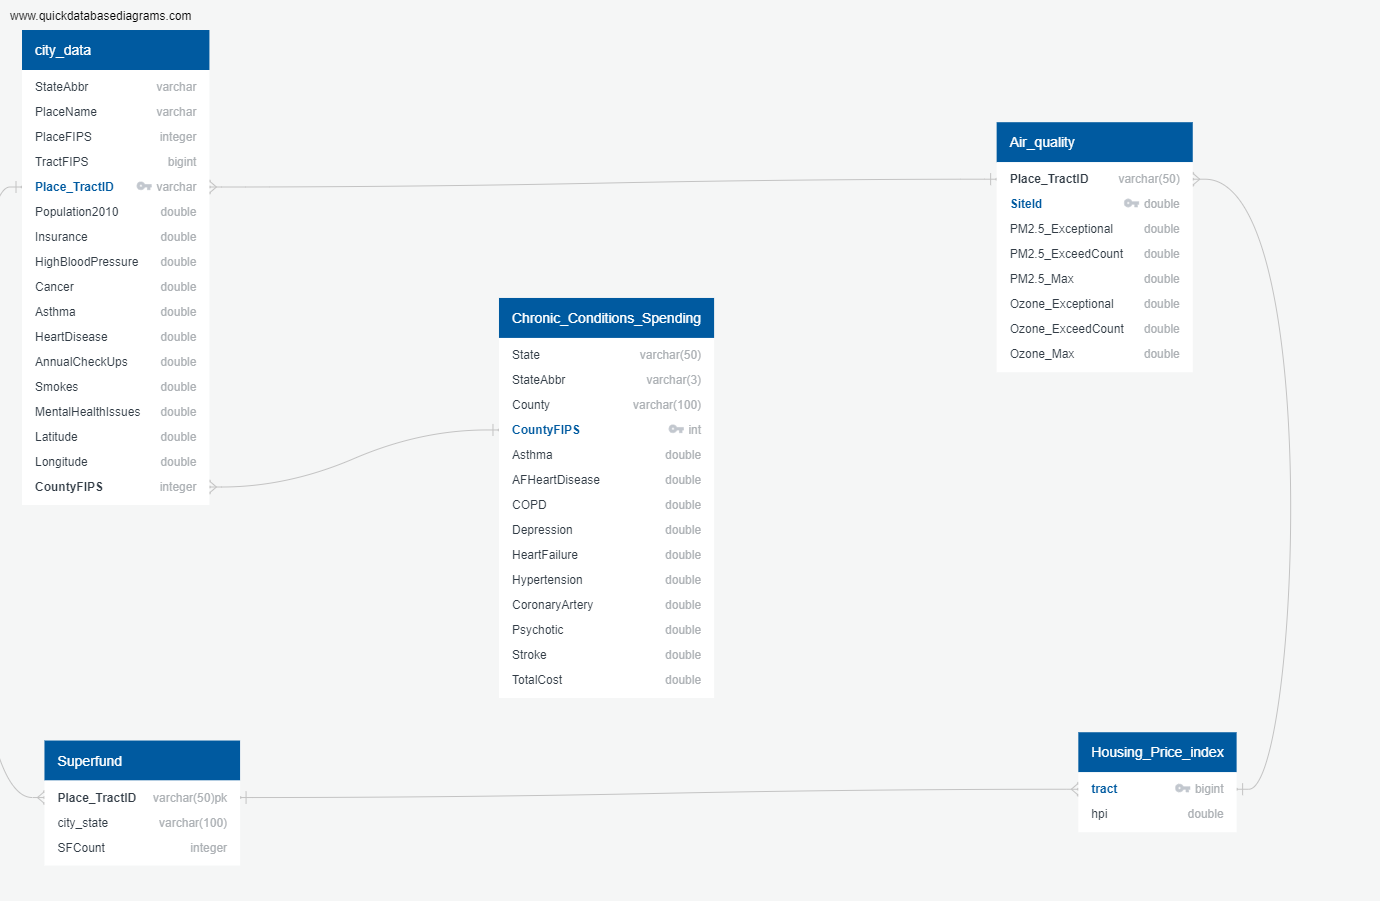 www.quickdatabasediagrams.com
city_data
StateAbbr varchar
PlaceName varchar
PlaceFIPS integer
TractFIPS bigint
Place_TractID varchar
Population2010 double
Insurance double
HighBloodPressure double
Cancer double
Asthma double
HeartDisease double
AnnualCheckUps double
Smokes double
MentalHealthIssues double
Latitude double
Longitude double
CountyFIPS integer
Air_quality
Place_TractID varchar(50)
SiteId double
PM2.5_Exceptional double
PM2.5_ExceedCount double
PM2.5_Max double
Ozone_Exceptional double
Ozone_ExceedCount double
Ozone_Max double
Chronic_Conditions_Spending
State varchar(50)
StateAbbr varchar(3)
County varchar(100)
CountyFIPS int
Asthma double
AFHeartDisease double
COPD double
Depression double
HeartFailure double
Hypertension double
CoronaryArtery double
Psychotic double
Stroke double
TotalCost double
Superfund
Place_TractID varchar(50)pk
city_state varchar(100)
SFCount integer
Housing_Price_index
tract bigint
hpi double